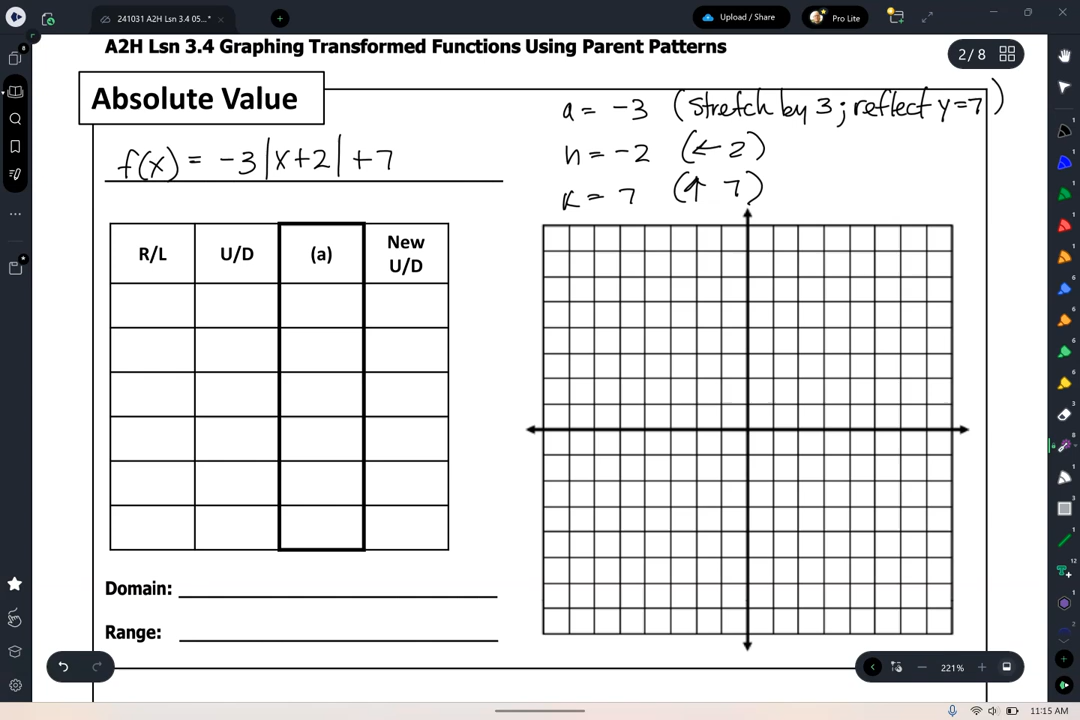 241031 A2H Lsn 3.4 05...*
Upload / Share
Pro Lite
A2H Lsn 3.4 Graphing Transformed Functions Using Parent Patterns
2 / 8
Absolute Value
a = -3 (stretch by 3; reflect y=7)
f(x) = -3|x+2| +7
h = -2 (← 2)
k = 7 (↑ 7)
R/L U/D (a) New U/D
Domain:
Range:
221%
11:15 AM